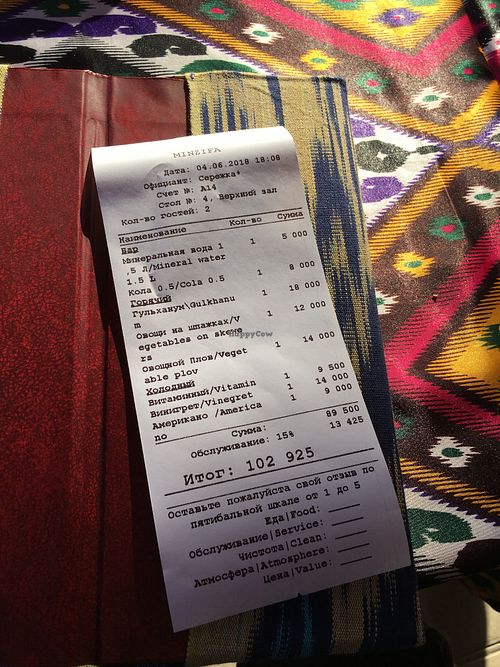 MINZIFA
Дата: 04.06.2018 18:08
Официант: Сережка*
Счет №: A14
Стол №: 4, Верхний зал
Кол-во гостей: 2
Наименование Кол-во Сумма
Бар
Минеральная вода 1 1 5 000
,5 Л/Mineral water
1.5 L
Кола 0.5/Cola 0.5 1 8 000
Горячий
Гульханум\Gulkhanu 1 18 000
m
Овощи на шпажках/V 1 12 000
egetables on skewe
rs
Овощной Плов/Veget 1 14 000
able plov
Холодный
Витаминный/Vitamin 1 9 500
Винигрет/Vinegret 1 14 000
Американо /America 1 9 000
no
Сумма: 89 500
Обслуживание: 15% 13 425
Итог: 102 925
Оставьте пожалуйста свой отзыв по
пятибальной шкале от 1 до 5
Еда|Food:
Обслуживание|Service:
Чистота|Clean:
Атмосфера|Atmosphere:
Цена|Value:
HappyCow